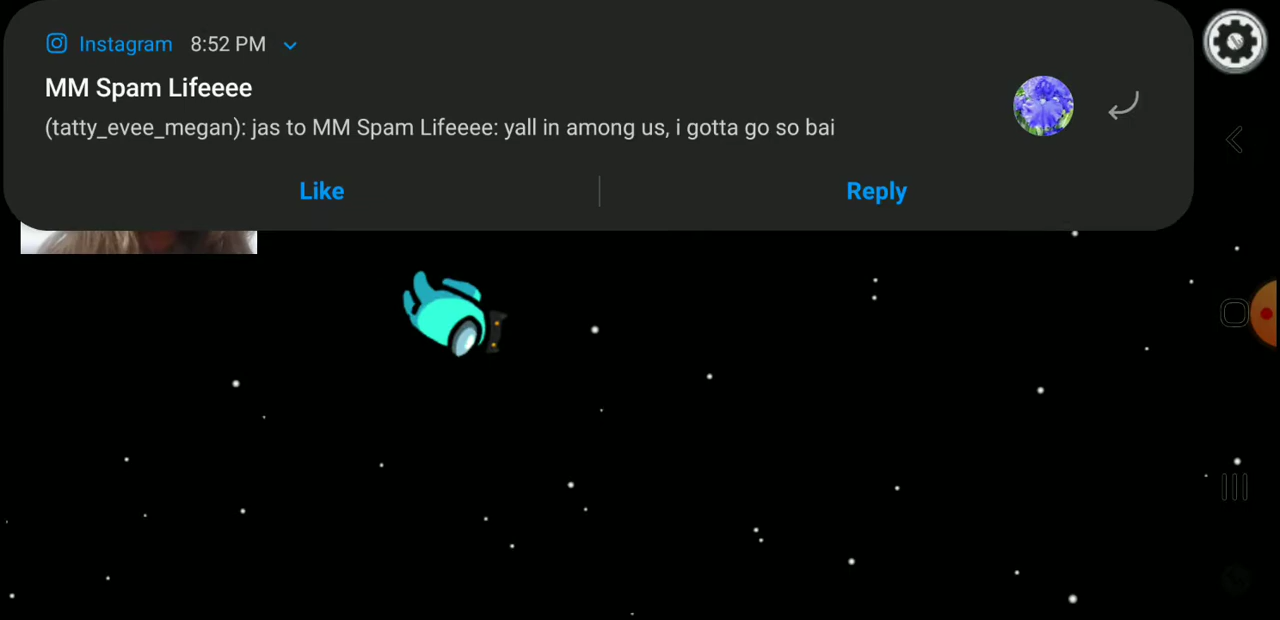 Instagram 8:52 PM
MM Spam Lifeeee
(tatty_evee_megan): jas to MM Spam Lifeeee: yall in among us, i gotta go so bai
Like Reply